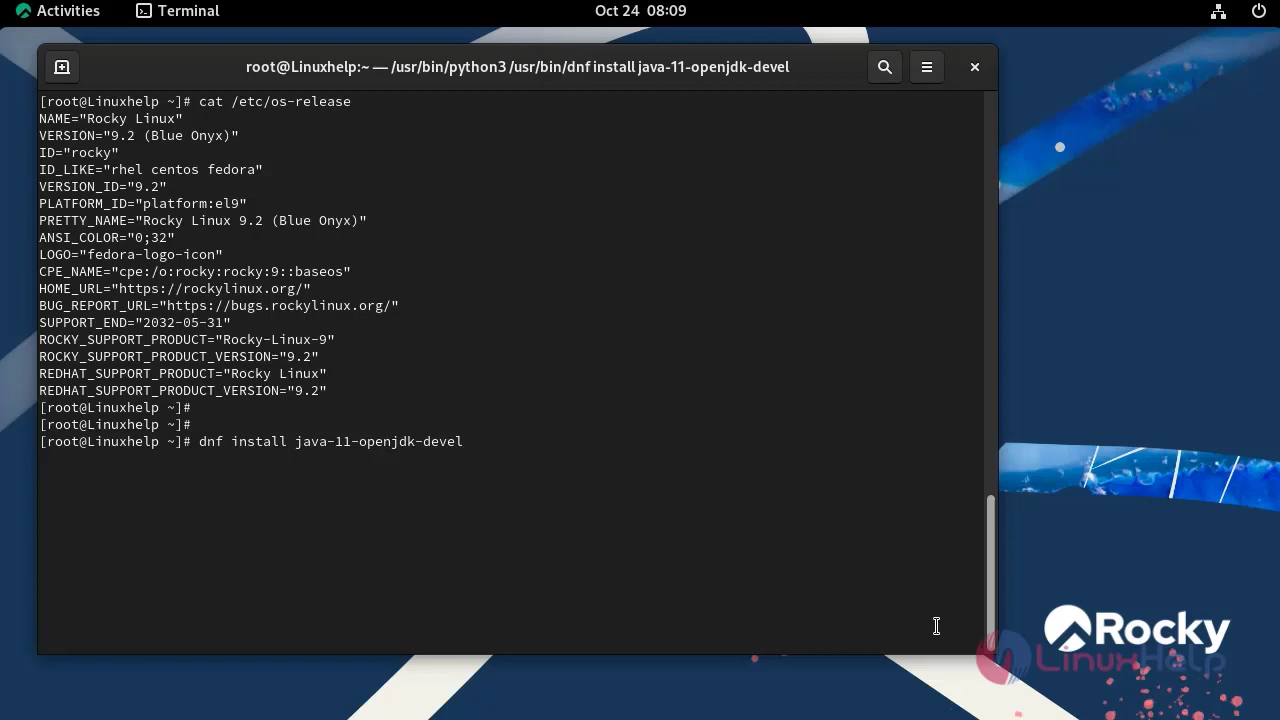 Activities Terminal Oct 24 08:09
root@Linuxhelp:~ — /usr/bin/python3 /usr/bin/dnf install java-11-openjdk-devel
[root@Linuxhelp ~]# cat /etc/os-release
NAME="Rocky Linux"
VERSION="9.2 (Blue Onyx)"
ID="rocky"
ID_LIKE="rhel centos fedora"
VERSION_ID="9.2"
PLATFORM_ID="platform:el9"
PRETTY_NAME="Rocky Linux 9.2 (Blue Onyx)"
ANSI_COLOR="0;32"
LOGO="fedora-logo-icon"
CPE_NAME="cpe:/o:rocky:rocky:9::baseos"
HOME_URL="https://rockylinux.org/"
BUG_REPORT_URL="https://bugs.rockylinux.org/"
SUPPORT_END="2032-05-31"
ROCKY_SUPPORT_PRODUCT="Rocky-Linux-9"
ROCKY_SUPPORT_PRODUCT_VERSION="9.2"
REDHAT_SUPPORT_PRODUCT="Rocky Linux"
REDHAT_SUPPORT_PRODUCT_VERSION="9.2"
[root@Linuxhelp ~]#
[root@Linuxhelp ~]#
[root@Linuxhelp ~]# dnf install java-11-openjdk-devel
Rocky
LinuxHelp